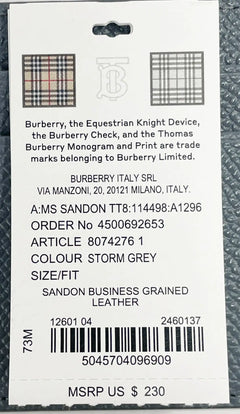 Burberry, the Equestrian Knight Device,
the Burberry Check, and the Thomas
Burberry Monogram and Print are trade
marks belonging to Burberry Limited.
BURBERRY ITALY SRL
VIA MANZONI, 20, 20121 MILANO, ITALY.
A:MS SANDON TT8:114498:A1296
ORDER No 4500692653
ARTICLE 8074276 1
COLOUR STORM GREY
SIZE/FIT
SANDON BUSINESS GRAINED
LEATHER
73M
12601 04 2460137
5045704096909
MSRP US $ 230